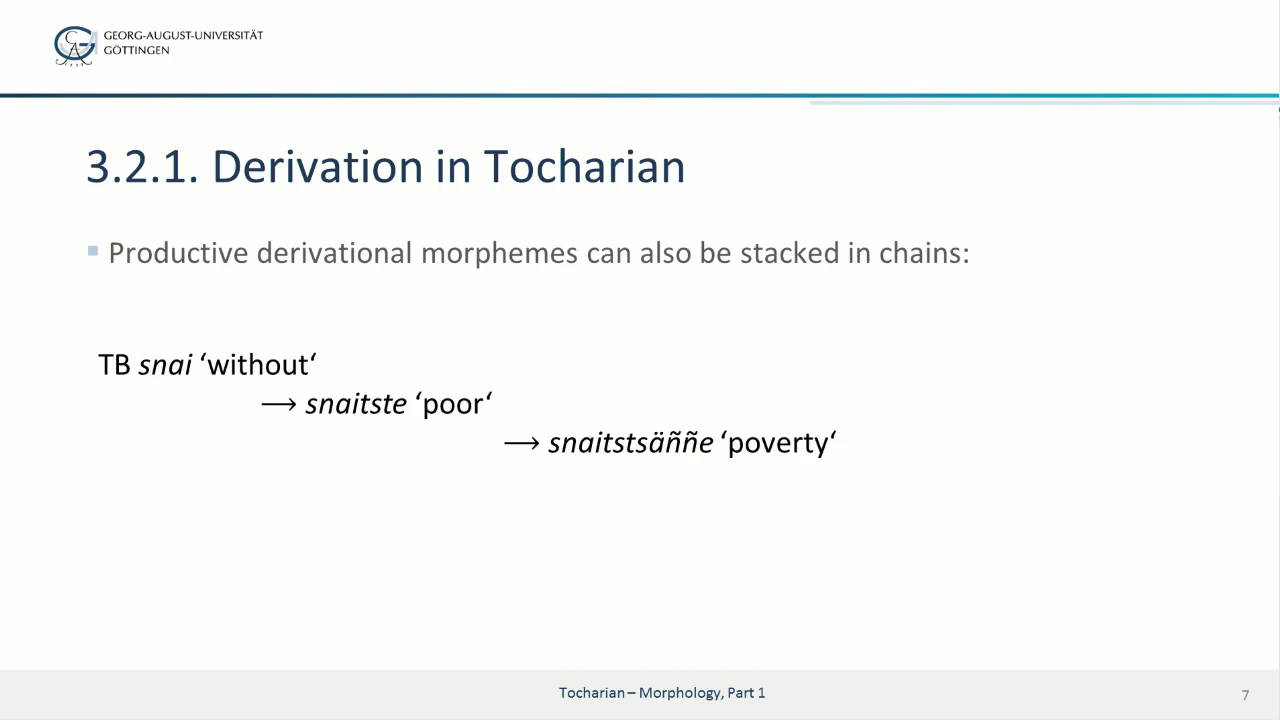 GEORG-AUGUST-UNIVERSITÄT
GÖTTINGEN
3.2.1. Derivation in Tocharian
Productive derivational morphemes can also be stacked in chains:
TB snai ‘without‘
⟶ snaitste ‘poor‘
⟶ snaitstsäññe ‘poverty‘
Tocharian – Morphology, Part 1
7